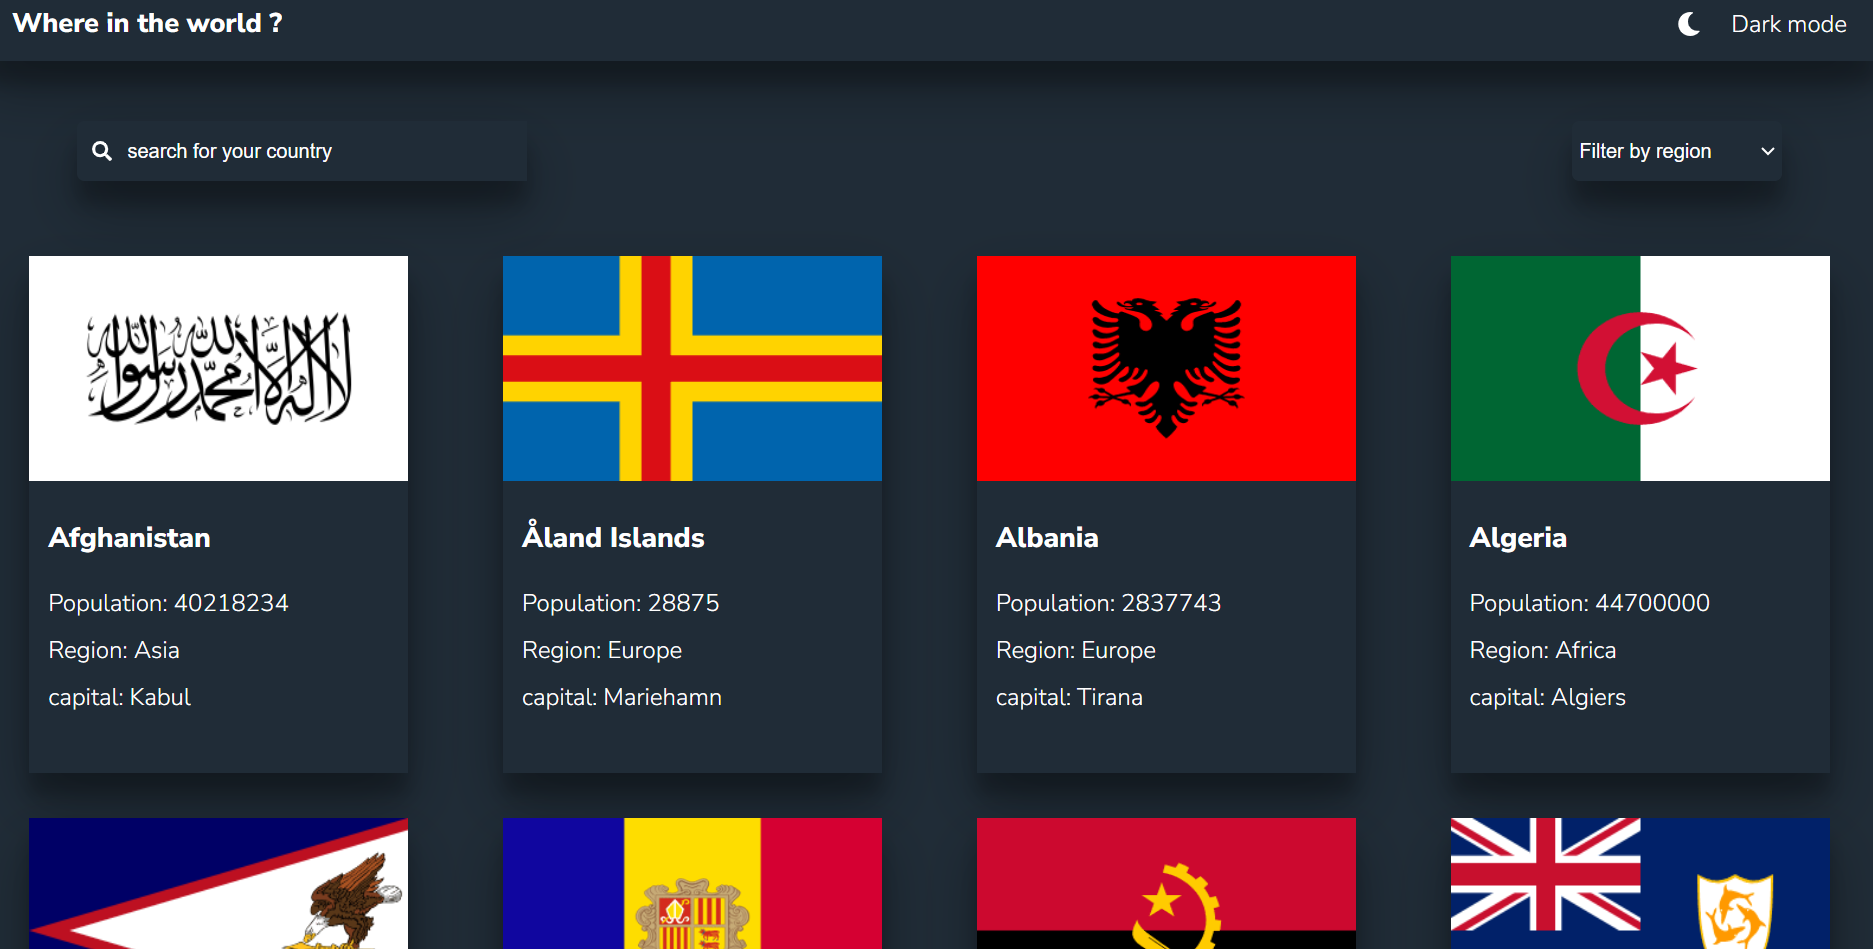 Where in the world ?
Dark mode
search for your country
Filter by region
لا اله الا الله محمد رسول الله
Afghanistan
Population: 40218234
Region: Asia
capital: Kabul
Åland Islands
Population: 28875
Region: Europe
capital: Mariehamn
Albania
Population: 2837743
Region: Europe
capital: Tirana
Algeria
Population: 44700000
Region: Africa
capital: Algiers